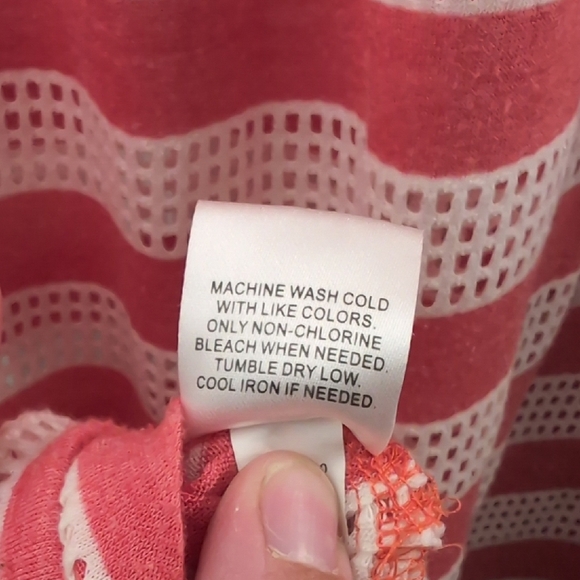 MACHINE WASH COLD
WITH LIKE COLORS.
ONLY NON-CHLORINE
BLEACH WHEN NEEDED.
TUMBLE DRY LOW.
COOL IRON IF NEEDED.